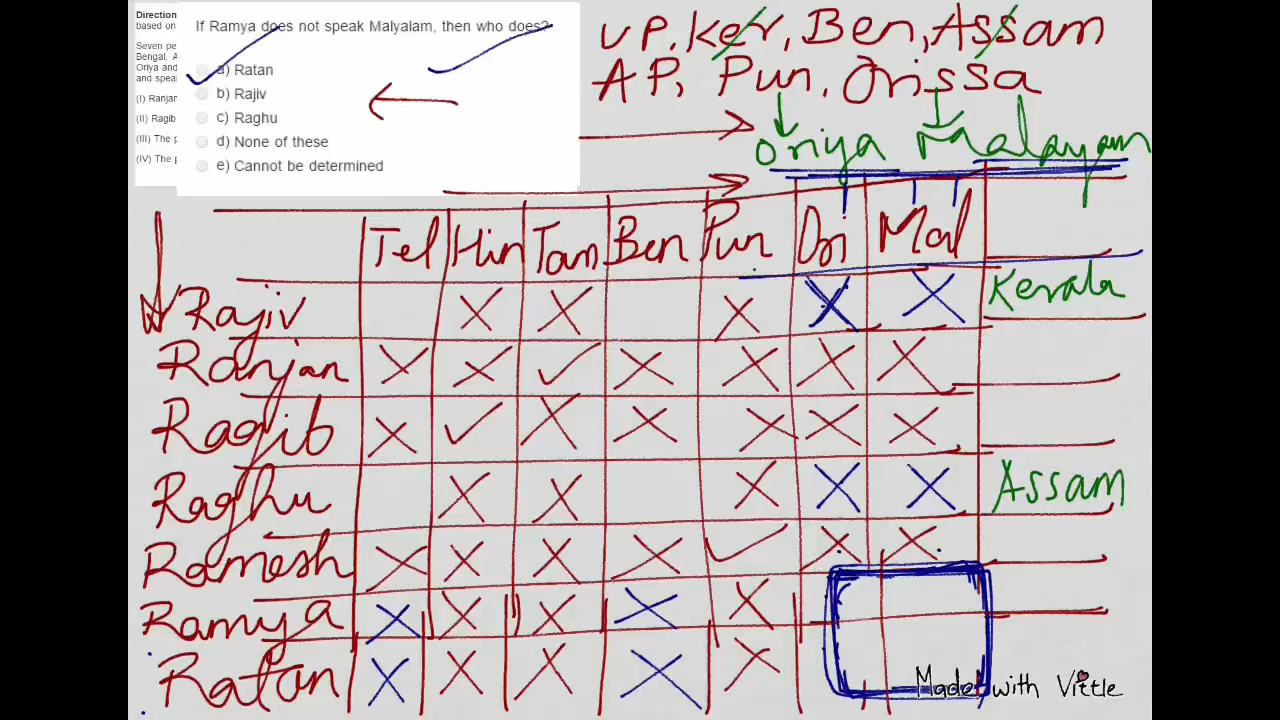 Direction
based on
Seven pe
Bengal. A
Oriya and
and spea
(I) Ranjan
(II) Ragib
(III) The p
(IV) The p
If Ramya does not speak Malyalam, then who does?
a) Ratan
b) Rajiv
c) Raghu
d) None of these
e) Cannot be determined
UP, Ker, Ben, Assam
AP, Pun, Orissa
Oriya Malayam
Tel Hin Tam Ben Pun Ori Mal
Rajiv Kerala
Ranjan
Ragib
Raghu Assam
Ramesh
Ramya
Ratan
Made with Vittle